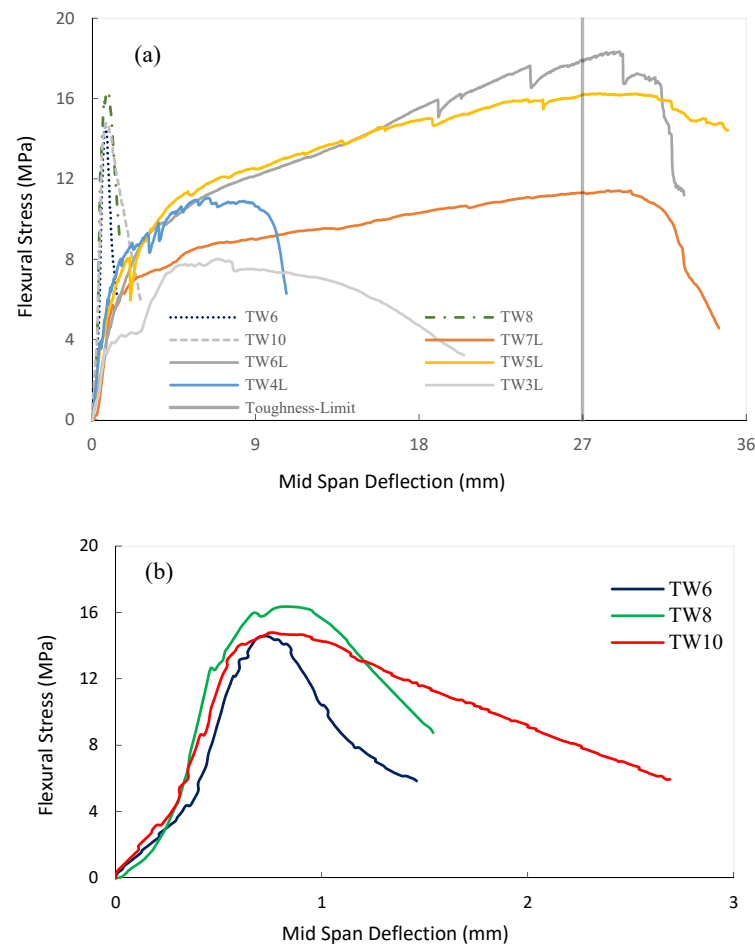 (a)
20
16
12
8
4
0
Flexural Stress (MPa)
TW6 TW8
TW10 TW7L
TW6L TW5L
TW4L TW3L
Toughness-Limit
0 9 18 27 36
Mid Span Deflection (mm)
(b)
20
16
12
8
4
0
Flexural Stress (MPa)
TW6
TW8
TW10
0 1 2 3
Mid Span Deflection (mm)